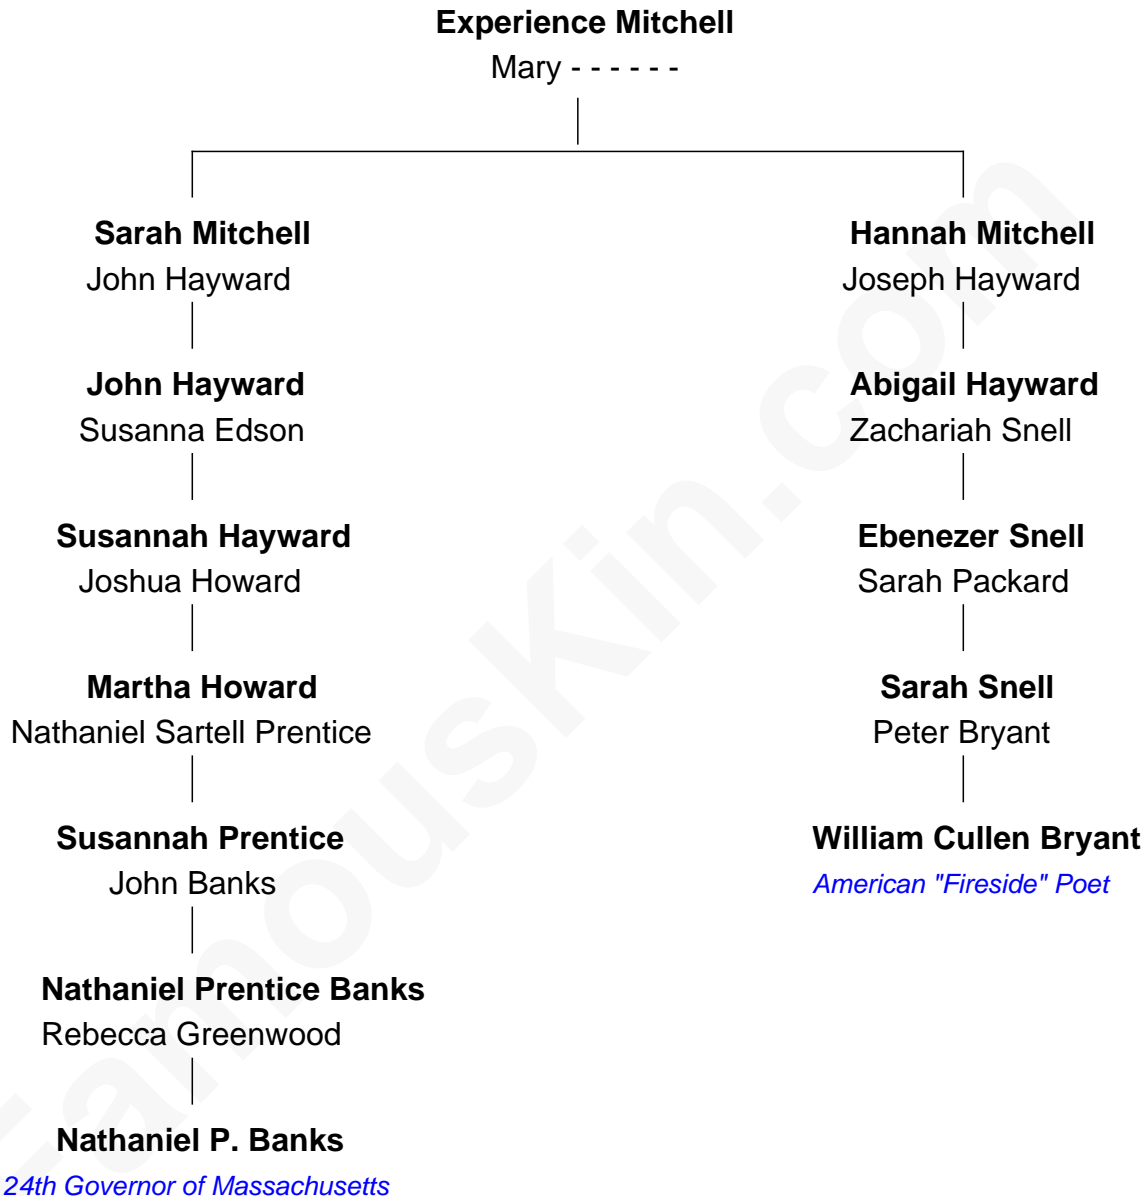 Experience Mitchell
Mary - - - - - -
Sarah Mitchell
John Hayward
Hannah Mitchell
Joseph Hayward
John Hayward
Susanna Edson
Abigail Hayward
Zachariah Snell
Susannah Hayward
Joshua Howard
Ebenezer Snell
Sarah Packard
Martha Howard
Nathaniel Sartell Prentice
Sarah Snell
Peter Bryant
Susannah Prentice
John Banks
William Cullen Bryant
American "Fireside" Poet
Nathaniel Prentice Banks
Rebecca Greenwood
Nathaniel P. Banks
24th Governor of Massachusetts
FamousKin.com